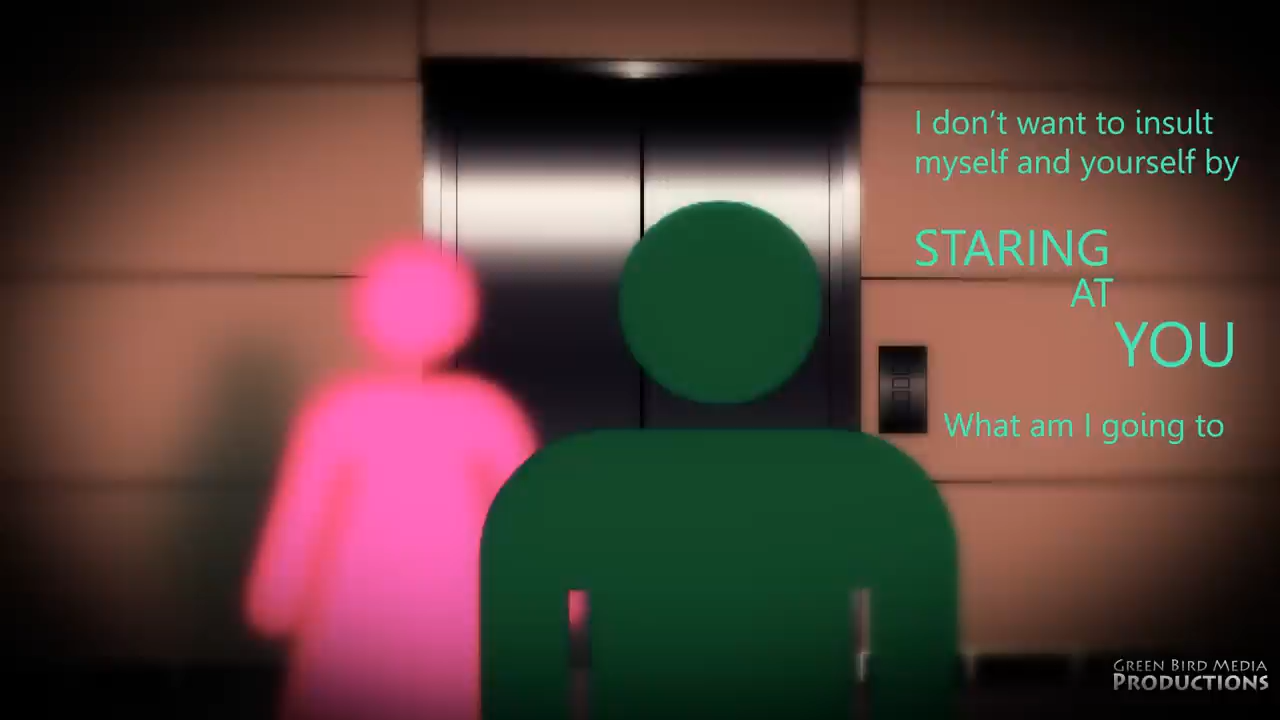 I don’t want to insult
myself and yourself by
STARING
AT
YOU
What am I going to
GREEN BIRD MEDIA
PRODUCTIONS